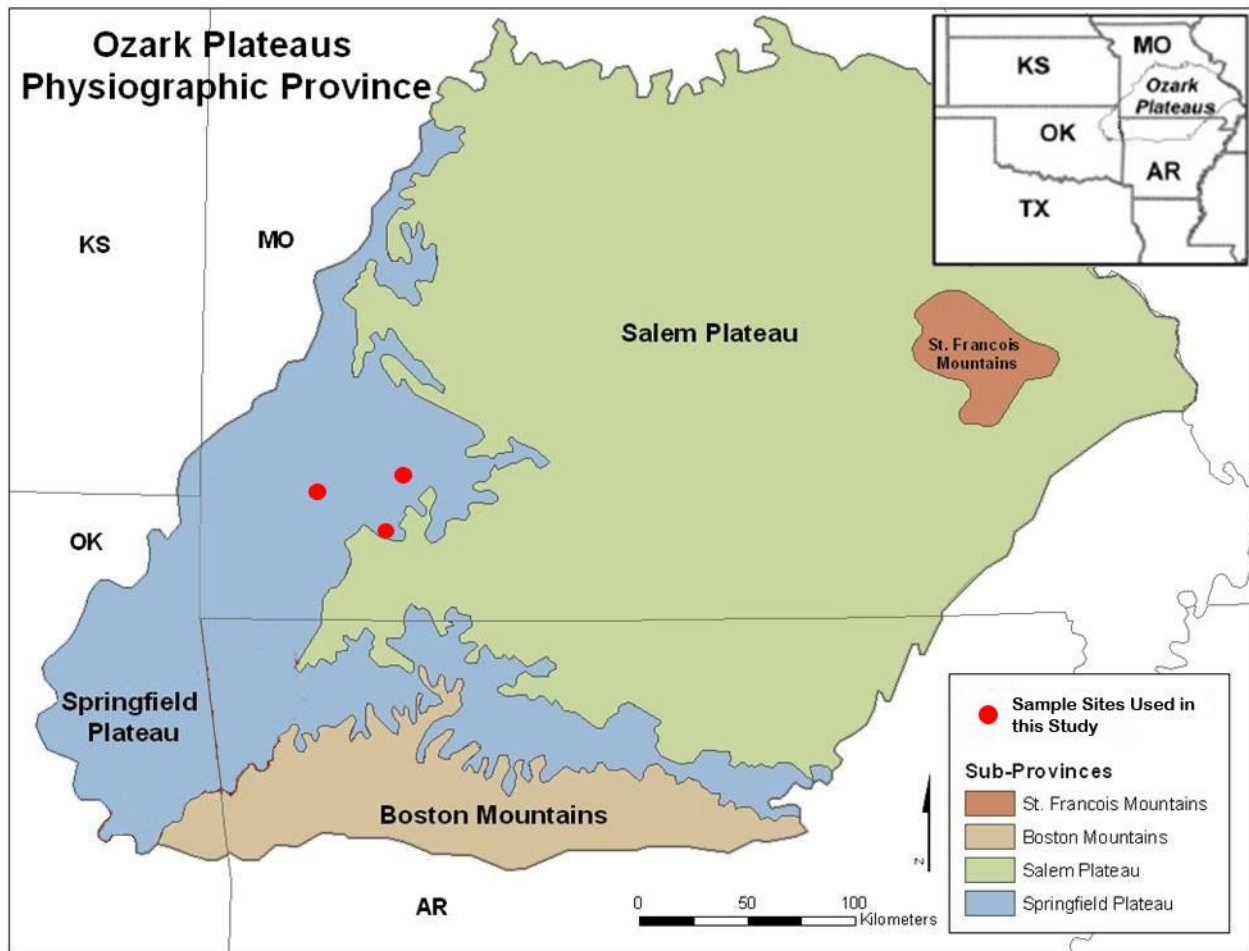 Ozark Plateaus
Physiographic Province
KS
MO
Ozark
Plateaus
OK
AR
TX
KS
MO
Salem Plateau
St. Francois
Mountains
OK
Springfield
Plateau
Boston Mountains
AR
Sample Sites Used in
this Study
Sub-Provinces
St. Francois Mountains
Boston Mountains
Salem Plateau
Springfield Plateau
N
0 50 100
Kilometers